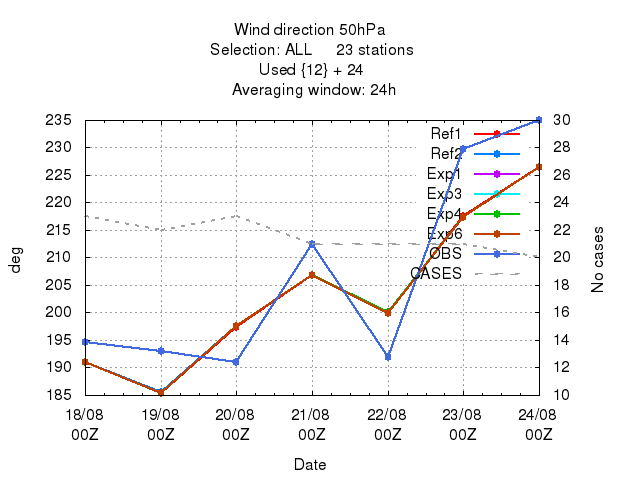 Wind direction 50hPa
Selection: ALL 23 stations
Used {12} + 24
Averaging window: 24h
235 30
Ref1
230 28
Ref2
225 26
Exp1
220 24
Exp3
215 22
Exp4
210 20
Exp6
205 18
OBS
200 16
CASES
195 14
190 12
185 10
deg
No cases
18/08 19/08 20/08 21/08 22/08 23/08 24/08
00Z 00Z 00Z 00Z 00Z 00Z 00Z
Date